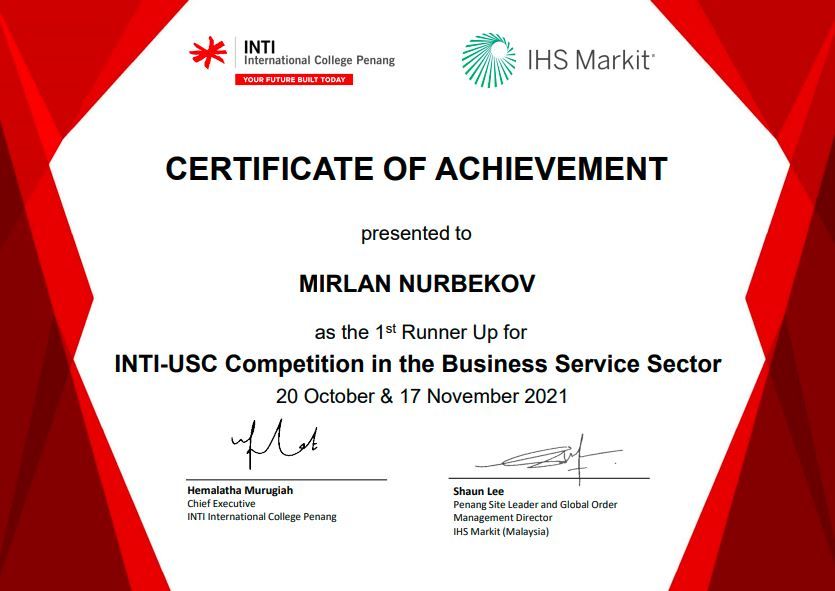 INTI
International College Penang
YOUR FUTURE BUILT TODAY
IHS Markit®
CERTIFICATE OF ACHIEVEMENT
presented to
MIRLAN NURBEKOV
as the 1st Runner Up for
INTI-USC Competition in the Business Service Sector
20 October & 17 November 2021
Hemalatha Murugiah
Chief Executive
INTI International College Penang
Shaun Lee
Penang Site Leader and Global Order
Management Director
IHS Markit (Malaysia)